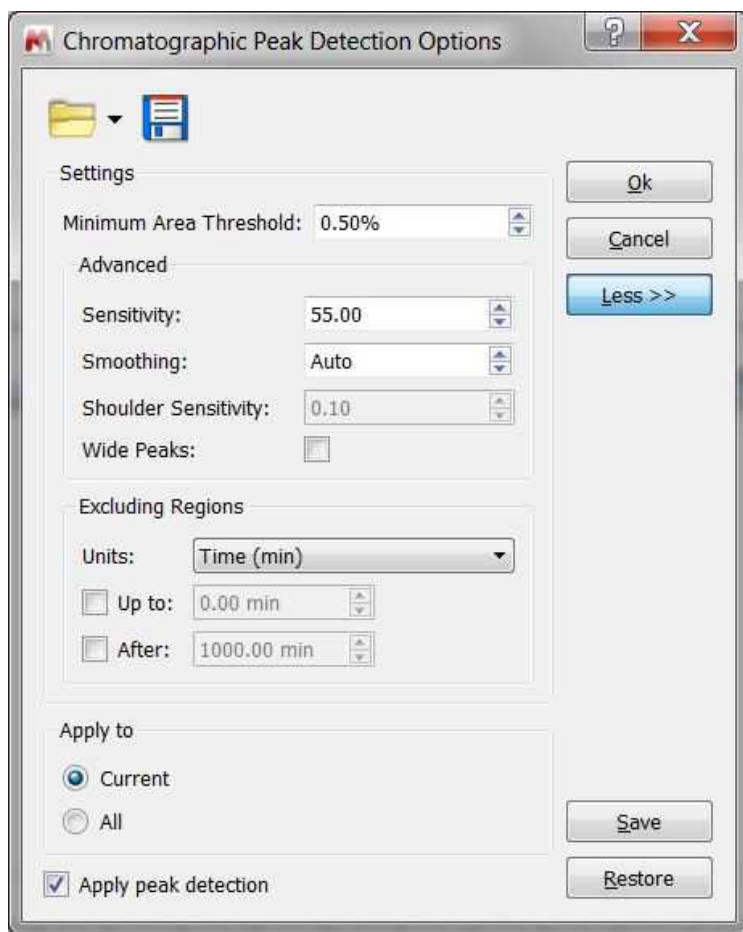 Chromatographic Peak Detection Options
Settings
Minimum Area Threshold: 0.50%
Advanced
Sensitivity: 55.00
Smoothing: Auto
Shoulder Sensitivity: 0.10
Wide Peaks:
Excluding Regions
Units: Time (min)
Up to: 0.00 min
After: 1000.00 min
Apply to
Current
All
Apply peak detection
Ok
Cancel
Less >>
Save
Restore